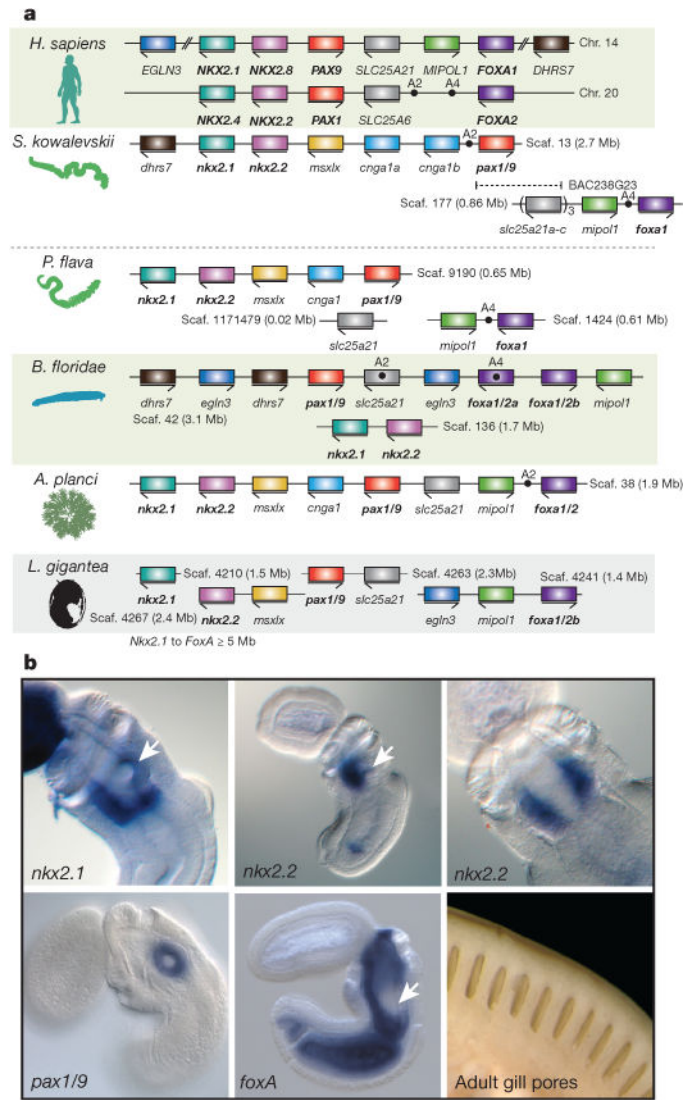 a
H. sapiens
Chr. 14
EGLN3 NKX2.1 NKX2.8 PAX9 SLC25A21 MIPOL1 FOXA1 DHRS7
A2 A4
Chr. 20
NKX2.4 NKX2.2 PAX1 SLC25A6 FOXA2
S. kowalevskii
A2
Scaf. 13 (2.7 Mb)
dhrs7 nkx2.1 nkx2.2 msxlx cnga1a cnga1b pax1/9
BAC238G23
Scaf. 177 (0.86 Mb)
3
A4
slc25a21a-c mipol1 foxa1
P. flava
Scaf. 9190 (0.65 Mb)
nkx2.1 nkx2.2 msxlx cnga1 pax1/9
Scaf. 1171479 (0.02 Mb)
A4
Scaf. 1424 (0.61 Mb)
slc25a21 mipol1 foxa1
B. floridae
A2 A4
dhrs7 egln3 dhrs7 pax1/9 slc25a21 egln3 foxa1/2a foxa1/2b mipol1
Scaf. 42 (3.1 Mb)
Scaf. 136 (1.7 Mb)
nkx2.1 nkx2.2
A. planci
A2
Scaf. 38 (1.9 Mb)
nkx2.1 nkx2.2 msxlx cnga1 pax1/9 slc25a21 mipol1 foxa1/2
L. gigantea
Scaf. 4210 (1.5 Mb)
Scaf. 4263 (2.3Mb)
Scaf. 4241 (1.4 Mb)
nkx2.1 pax1/9 slc25a21
Scaf. 4267 (2.4 Mb)
nkx2.2 msxlx egln3 mipol1 foxa1/2b
Nkx2.1 to FoxA ≥ 5 Mb
b
nkx2.1
nkx2.2
nkx2.2
pax1/9
foxA
Adult gill pores